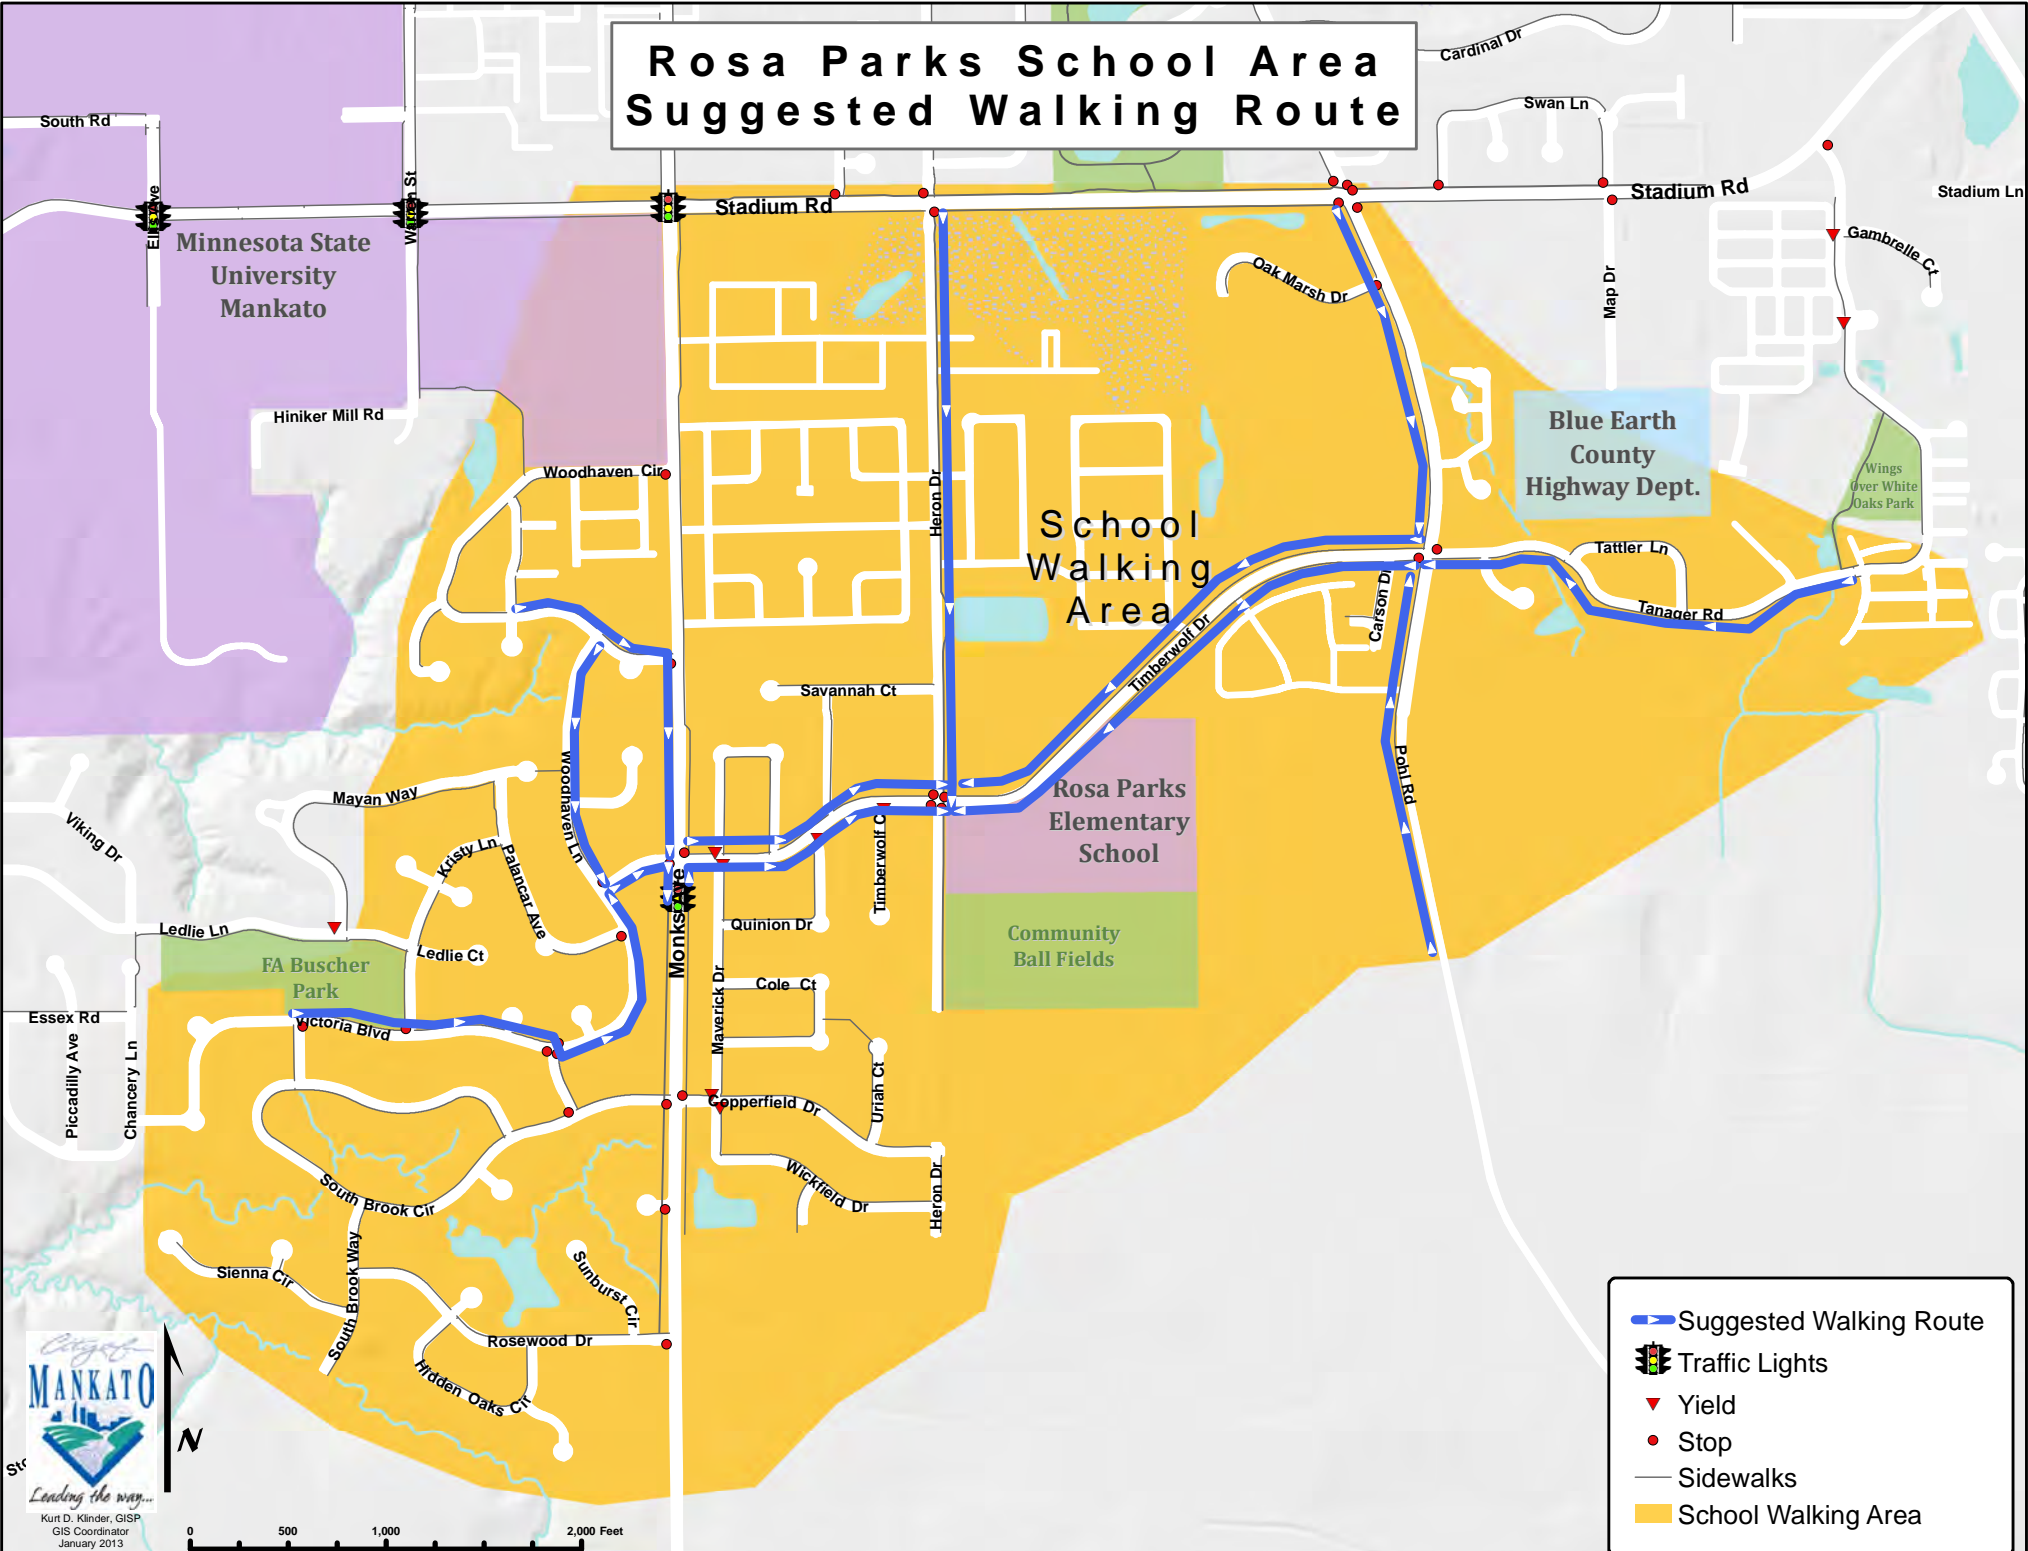 Rosa Parks School Area
Suggested Walking Route
Cardinal Dr
Swan Ln
South Rd
Ellis Ave
Warren St
Stadium Rd
Stadium Rd
Stadium Ln
Minnesota State
University
Mankato
Gambrelle Ct
Oak Marsh Dr
Map Dr
Hiniker Mill Rd
Blue Earth
County
Highway Dept.
Woodhaven Cir
Wings
Over White
Oaks Park
Heron Dr
School
Walking
Area
Tattler Ln
Carson Dr
Tanager Rd
Timberwolf Dr
Savannah Ct
Woodhaven Ln
Pohl Rd
Mayan Way
Rosa Parks
Elementary
School
Viking Dr
Kristy Ln
Palancar Ave
Timberwolf Ct
Monks Ave
Quinion Dr
Ledlie Ln
Ledlie Ct
Community
Ball Fields
FA Buscher
Park
Cole Ct
Maverick Dr
Essex Rd
Victoria Blvd
Piccadilly Ave
Chancery Ln
Uriah Ct
Copperfield Dr
Wickfield Dr
Heron Dr
South Brook Cir
South Brook Way
Sienna Cir
Sunburst Cir
Rosewood Dr
Hidden Oaks Cir
Suggested Walking Route
Traffic Lights
Yield
Stop
Sidewalks
School Walking Area
City of
MANKATO
Leading the way...
N
Kurt D. Klinder, GISP
GIS Coordinator
January 2013
0 500 1,000 2,000 Feet